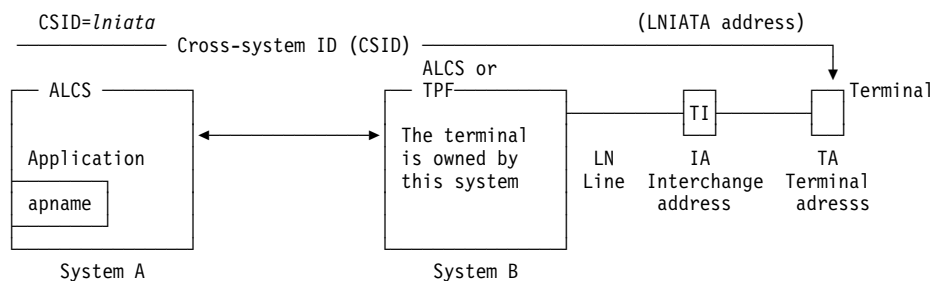 CSID=lniata
(LNIATA address)
Cross-system ID (CSID)
ALCS
ALCS or
TPF
Terminal
TI
Application
apname
The terminal
is owned by
this system
LN
Line
IA
Interchange
address
TA
Terminal
adresss
System A
System B